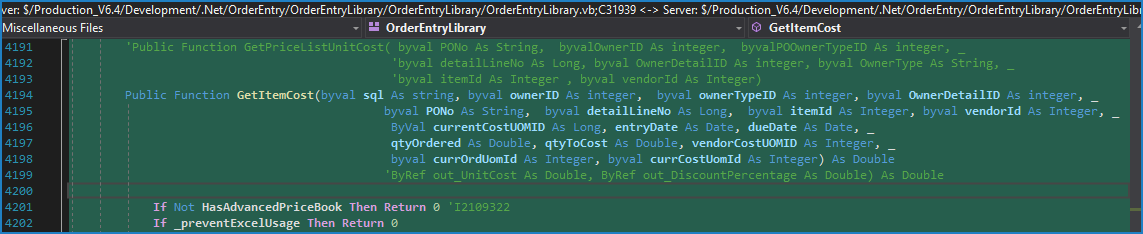 ver: $/Production_V6.4/Development/.Net/OrderEntry/OrderEntryLibrary/OrderEntryLibrary/OrderEntryLibrary.vb;C31939 <-> Server: $/Production_V6.4/Development/.Net/OrderEntry/OrderEntryLibrary/OrderEntryLibrary/OrderEntryLibr
Miscellaneous Files OrderEntryLibrary GetItemCost
4191 'Public Function GetPriceListUnitCost( byval PONo As String, byvalOwnerID As integer, byvalPOOwnerTypeID As integer, _
4192 'byval detailLineNo As Long, byval OwnerDetailID As integer, byval OwnerType As String, _
4193 'byval itemId As Integer , byval vendorId As Integer)
4194 Public Function GetItemCost(byval sql As string, byval ownerID As integer, byval ownerTypeID As integer, byval OwnerDetailID As integer, _
4195 byval PONo As String, byval detailLineNo As Long, byval itemId As Integer, byval vendorId As Integer, _
4196 ByVal currentCostUOMID As Long, entryDate As Date, dueDate As Date, _
4197 qtyOrdered As Double, qtyToCost As Double, vendorCostUOMID As Integer, _
4198 byval currOrdUomId As Integer, byval currCostUomId As Integer) As Double
4199 'ByRef out_UnitCost As Double, ByRef out_DiscountPercentage As Double) As Double
4200
4201 If Not HasAdvancedPriceBook Then Return 0 'I2109322
4202 If _preventExcelUsage Then Return 0